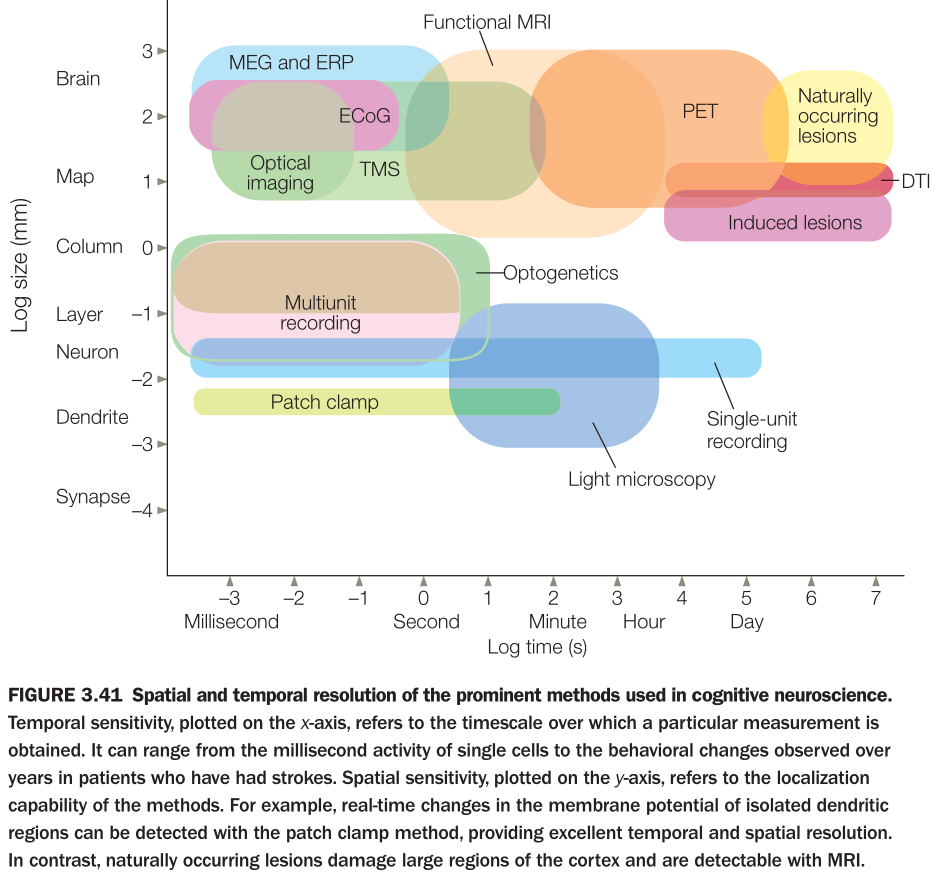 Functional MRI
3
MEG and ERP
Brain
PET
Naturally
occurring
lesions
2
ECoG
Optical
imaging
TMS
Map
1
DTI
Induced lesions
Log size (mm)
Column
0
Optogenetics
Multiunit
recording
Layer
–1
Neuron
–2
Patch clamp
Dendrite
Single-unit
recording
–3
Light microscopy
Synapse
–4
–3 –2 –1 0 1 2 3 4 5 6 7
Millisecond Second Minute Hour Day
Log time (s)
FIGURE 3.41 Spatial and temporal resolution of the prominent methods used in cognitive neuroscience.
Temporal sensitivity, plotted on the x-axis, refers to the timescale over which a particular measurement is
obtained. It can range from the millisecond activity of single cells to the behavioral changes observed over
years in patients who have had strokes. Spatial sensitivity, plotted on the y-axis, refers to the localization
capability of the methods. For example, real-time changes in the membrane potential of isolated dendritic
regions can be detected with the patch clamp method, providing excellent temporal and spatial resolution.
In contrast, naturally occurring lesions damage large regions of the cortex and are detectable with MRI.